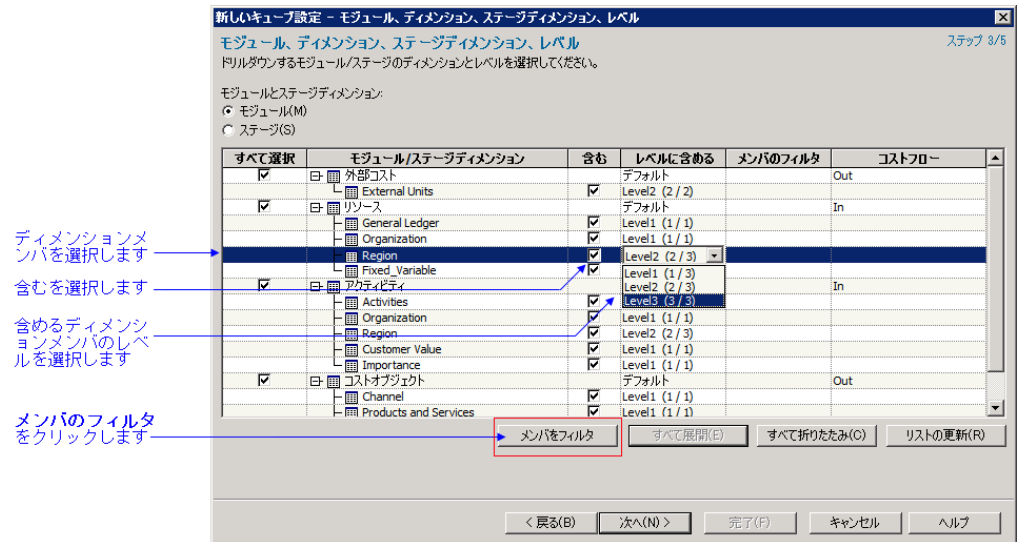 新しいキューブ設定 - モジュール、ディメンション、ステージディメンション、レベル
モジュール、ディメンション、ステージディメンション、レベル
ステップ 3/5
ドリルダウンするモジュール/ステージのディメンションとレベルを選択してください。
モジュールとステージディメンション:
モジュール(M)
ステージ(S)
すべて選択 モジュール/ステージディメンション 含む レベルに含める メンバのフィルタ コストフロー
外部コスト デフォルト Out
External Units Level2 (2 / 2)
リソース デフォルト In
General Ledger Level1 (1 / 1)
Organization Level1 (1 / 1)
Region Level2 (2 / 3)
Fixed_Variable Level1 (1 / 3)
Level2 (2 / 3)
アクティビティ In
Activities Level3 (3 / 3)
Organization Level1 (1 / 1)
Region Level2 (2 / 3)
Customer Value Level1 (1 / 1)
Importance Level1 (1 / 1)
コストオブジェクト デフォルト Out
Channel Level1 (1 / 1)
Products and Services Level1 (1 / 1)
ディメンションメ
ンバを選択します
含むを選択します
含めるディメンシ
ョンメンバのレベ
ルを選択します
メンバのフィルタ
をクリックします
メンバをフィルタ すべて展開(E) すべて折りたたみ(C) リストの更新(R)
< 戻る(B) 次へ(N) > 完了(F) キャンセル ヘルプ